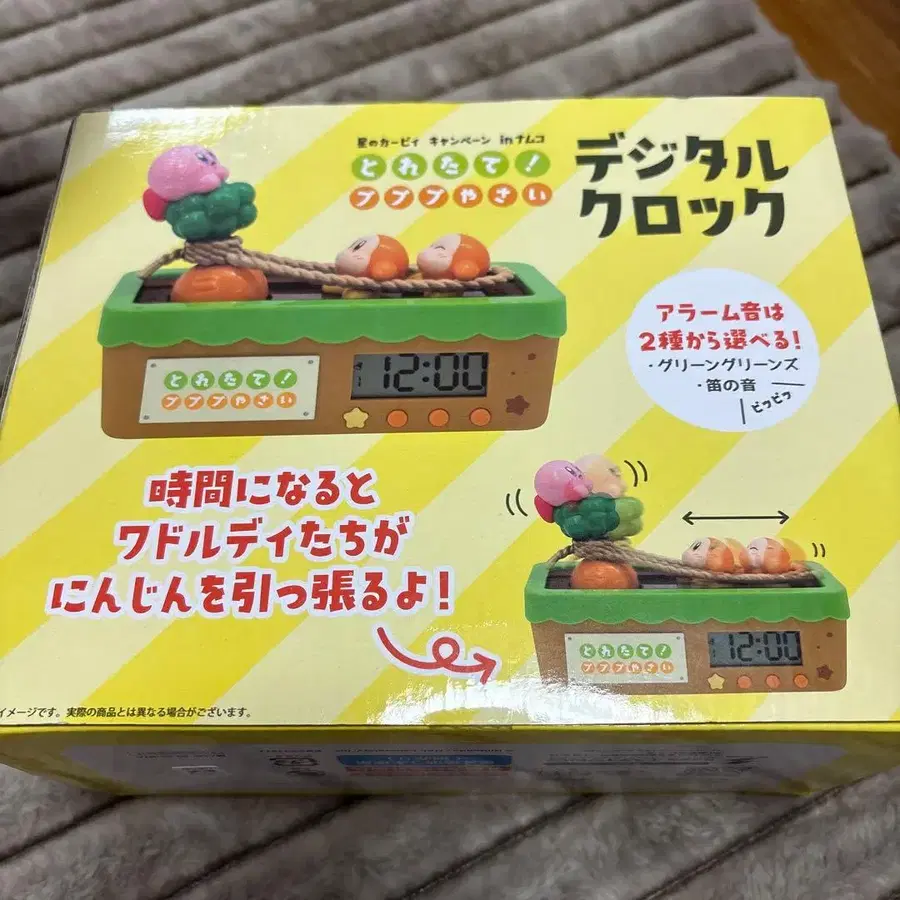 星のカービィ キャンペーン inナムコ
とれたて!
プププやさい
デジタル
クロック
アラーム音は
2種から選べる!
・グリーングリーンズ
・笛の音
ピフピフ
とれたて!
プププやさい
12:00
時間になると
ワドルディたちが
にんじんを引っ張るよ!
とれたて!
プププやさい
12:00
イメージです。実際の商品とは異なる場合がございます。